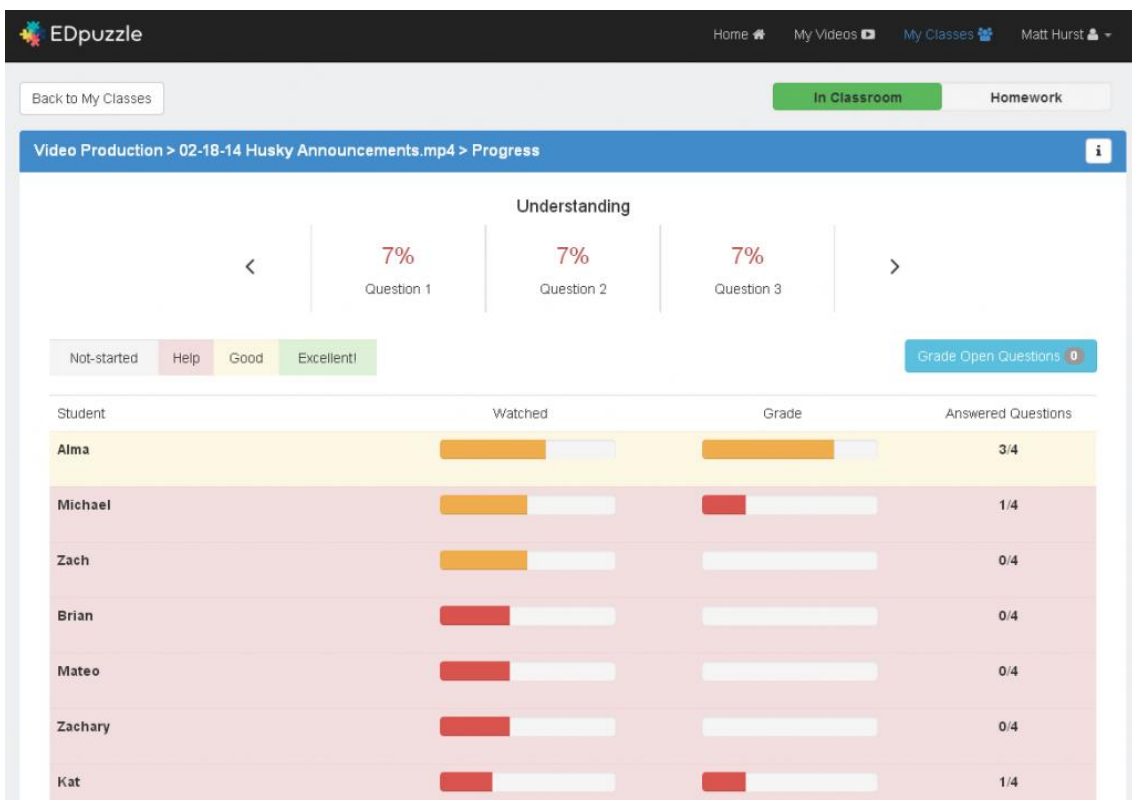 EDpuzzle
Home My Videos My Classes Matt Hurst
Back to My Classes
In Classroom Homework
Video Production > 02-18-14 Husky Announcements.mp4 > Progress i
Understanding
< 7% 7% 7% >
Question 1 Question 2 Question 3
Not-started Help Good Excellent!
Grade Open Questions 0
Student Watched Grade Answered Questions
Alma 3/4
Michael 1/4
Zach 0/4
Brian 0/4
Mateo 0/4
Zachary 0/4
Kat 1/4